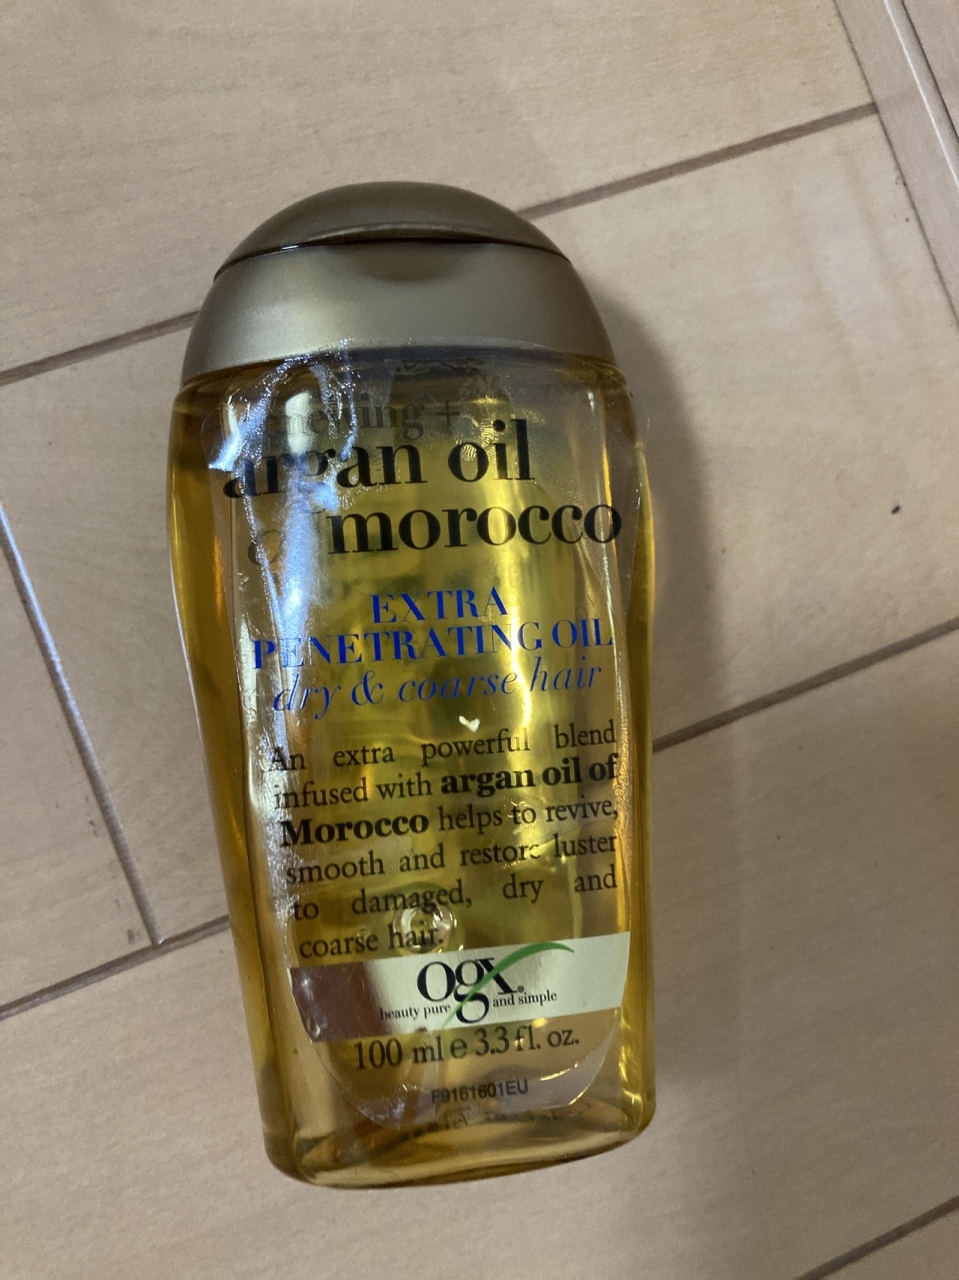 renewing +
argan oil
of morocco
EXTRA
PENETRATING OIL
dry & coarse hair
An extra powerful blend
infused with argan oil of
Morocco helps to revive,
smooth and restore luster
to damaged, dry and
coarse hair.
ogx®
beauty pure and simple
100 ml e 3.3 fl. oz.
F9161601EU